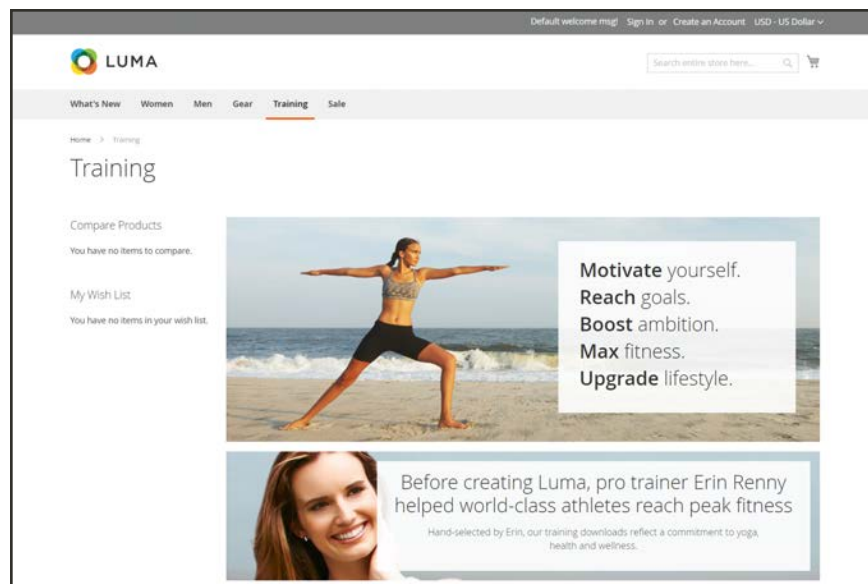 Default welcome msg! Sign In or Create an Account USD - US Dollar
LUMA
Search entire store here...
What's New Women Men Gear Training Sale
Home > Training
Training
Compare Products
You have no items to compare.
My Wish List
You have no items in your wish list.
Motivate yourself.
Reach goals.
Boost ambition.
Max fitness.
Upgrade lifestyle.
Before creating Luma, pro trainer Erin Renny
helped world-class athletes reach peak fitness
Hand-selected by Erin, our training downloads reflect a commitment to yoga,
health and wellness.